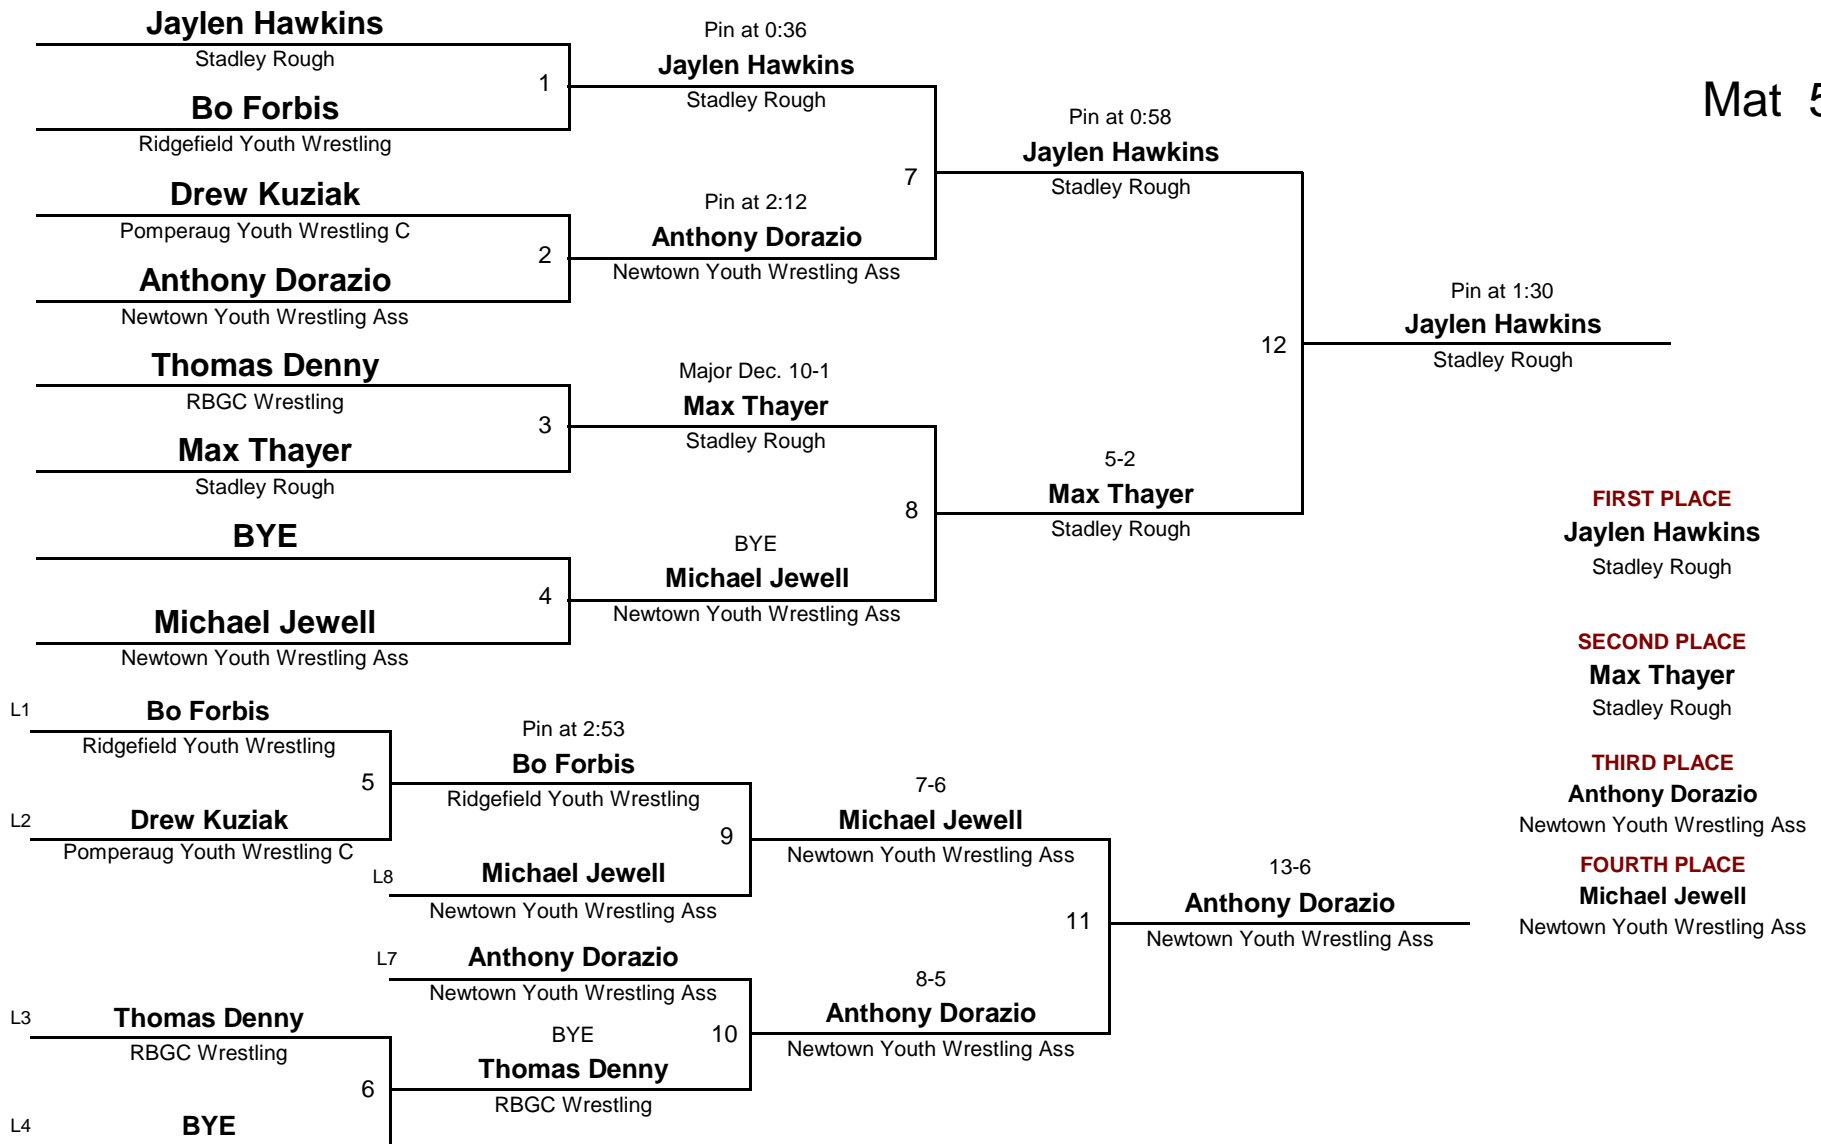 Jaylen Hawkins
Stadley Rough
1
Bo Forbis
Ridgefield Youth Wrestling
Drew Kuziak
Pomperaug Youth Wrestling C
2
Anthony Dorazio
Newtown Youth Wrestling Ass
Thomas Denny
RBGC Wrestling
3
Max Thayer
Stadley Rough
BYE
4
Michael Jewell
Newtown Youth Wrestling Ass
Pin at 0:36
Jaylen Hawkins
Stadley Rough
7
Pin at 2:12
Anthony Dorazio
Newtown Youth Wrestling Ass
Major Dec. 10-1
Max Thayer
Stadley Rough
8
BYE
Michael Jewell
Newtown Youth Wrestling Ass
Pin at 0:58
Jaylen Hawkins
Stadley Rough
12
5-2
Max Thayer
Stadley Rough
Pin at 1:30
Jaylen Hawkins
Stadley Rough
Mat 5
FIRST PLACE
Jaylen Hawkins
Stadley Rough
SECOND PLACE
Max Thayer
Stadley Rough
THIRD PLACE
Anthony Dorazio
Newtown Youth Wrestling Ass
FOURTH PLACE
Michael Jewell
Newtown Youth Wrestling Ass
L1 Bo Forbis
Ridgefield Youth Wrestling
5
L2 Drew Kuziak
Pomperaug Youth Wrestling C
Pin at 2:53
Bo Forbis
Ridgefield Youth Wrestling
9
L8 Michael Jewell
Newtown Youth Wrestling Ass
L7 Anthony Dorazio
Newtown Youth Wrestling Ass
10
BYE
Thomas Denny
RBGC Wrestling
L3 Thomas Denny
RBGC Wrestling
6
L4 BYE
7-6
Michael Jewell
Newtown Youth Wrestling Ass
11
8-5
Anthony Dorazio
Newtown Youth Wrestling Ass
13-6
Anthony Dorazio
Newtown Youth Wrestling Ass